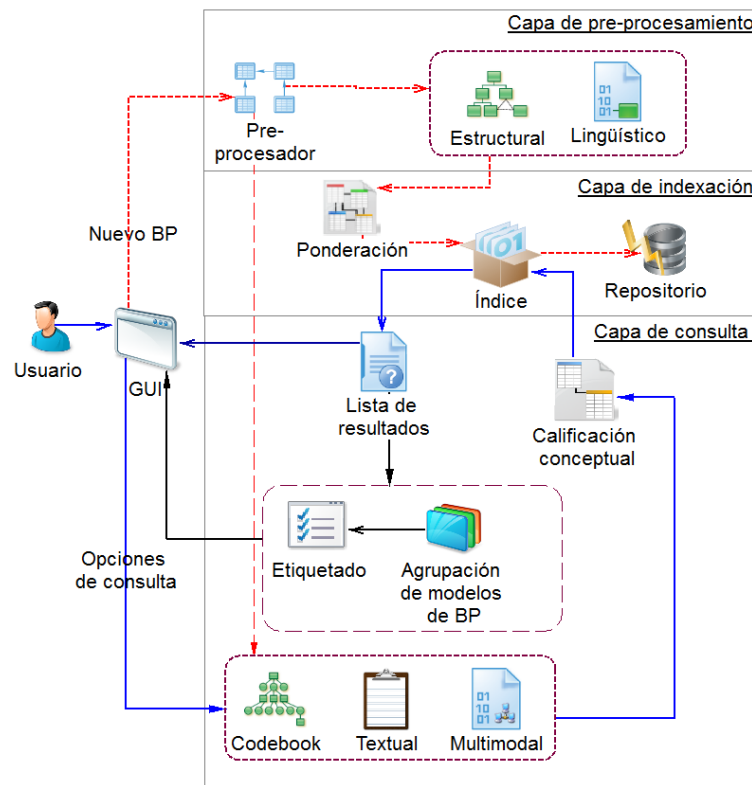 Capa de pre-procesamiento
Pre-
procesador
Estructural
Lingüístico
Capa de indexación
Nuevo BP
Ponderación
Índice
Repositorio
Capa de consulta
Usuario
GUI
Lista de
resultados
Calificación
conceptual
Opciones
de consulta
Etiquetado
Agrupación
de modelos
de BP
Codebook
Textual
Multimodal